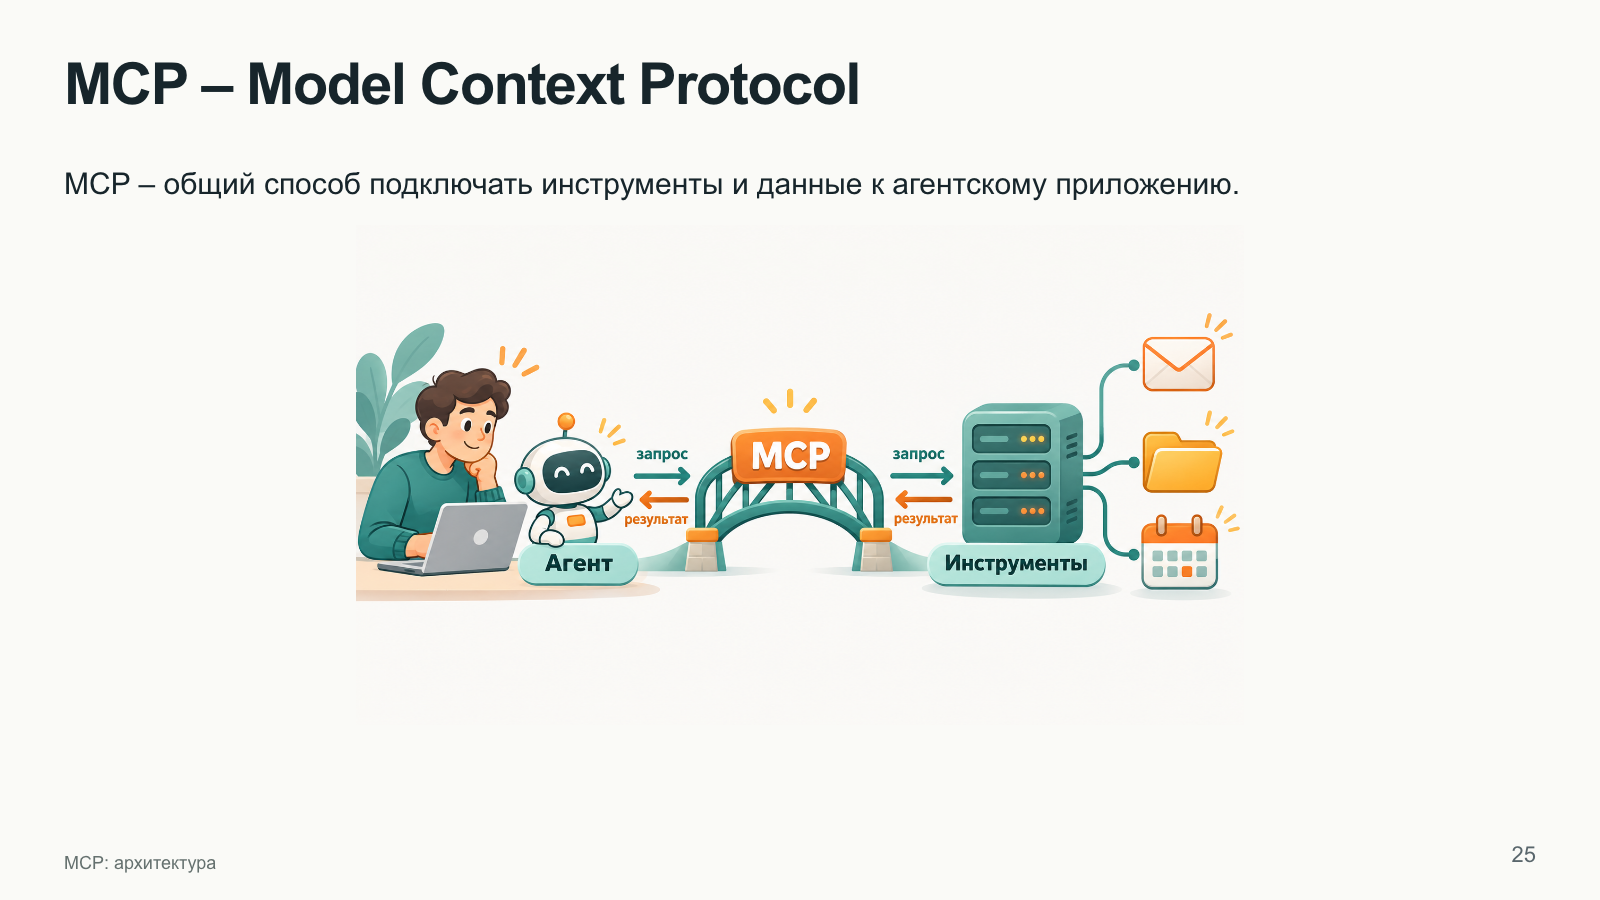 MCP – Model Context Protocol
MCP – общий способ подключать инструменты и данные к агентскому приложению.
запрос
результат
MCP
запрос
результат
Агент
Инструменты
MCP: архитектура
25